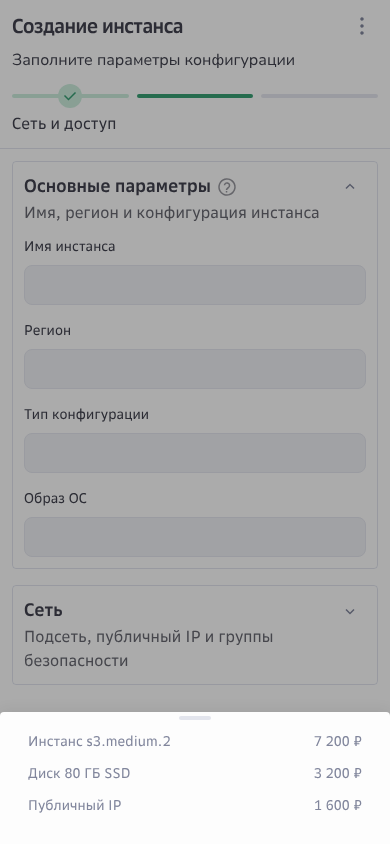 Создание инстанса
Заполните параметры конфигурации
Сеть и доступ
Основные параметры
Имя, регион и конфигурация инстанса
Имя инстанса
Регион
Тип конфигурации
Образ ОС
Сеть
Подсеть, публичный IP и группы
безопасности
Инстанс s3.medium.2 7 200 ₽
Диск 80 ГБ SSD 3 200 ₽
Публичный IP 1 600 ₽